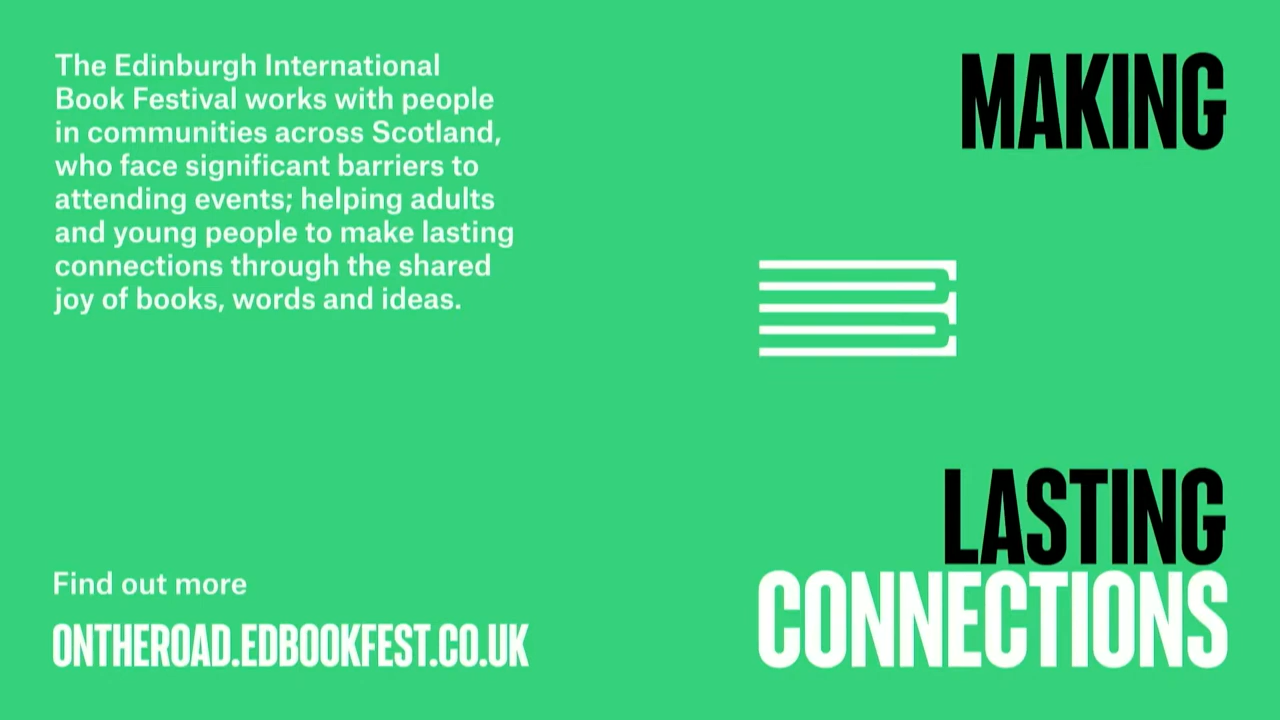 The Edinburgh International
Book Festival works with people
in communities across Scotland,
who face significant barriers to
attending events; helping adults
and young people to make lasting
connections through the shared
joy of books, words and ideas.
Find out more
ONTHEROAD.EDBOOKFEST.CO.UK
MAKING
LASTING
CONNECTIONS